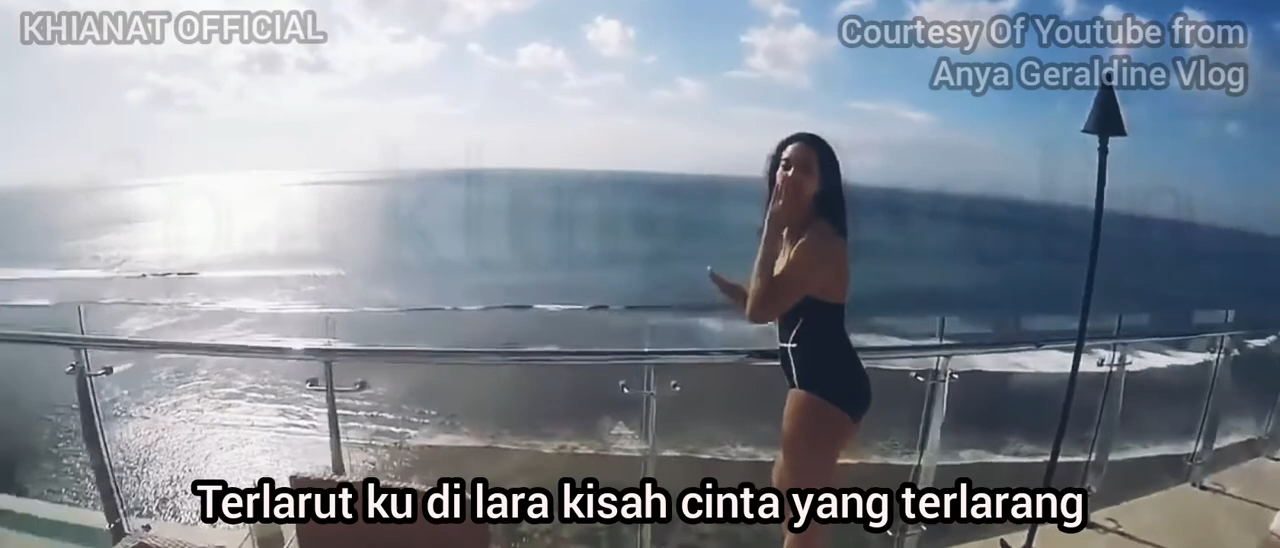 KHIANAT OFFICIAL
Courtesy Of Youtube from
Anya Geraldine Vlog
Terlarut ku di lara kisah cinta yang terlarang